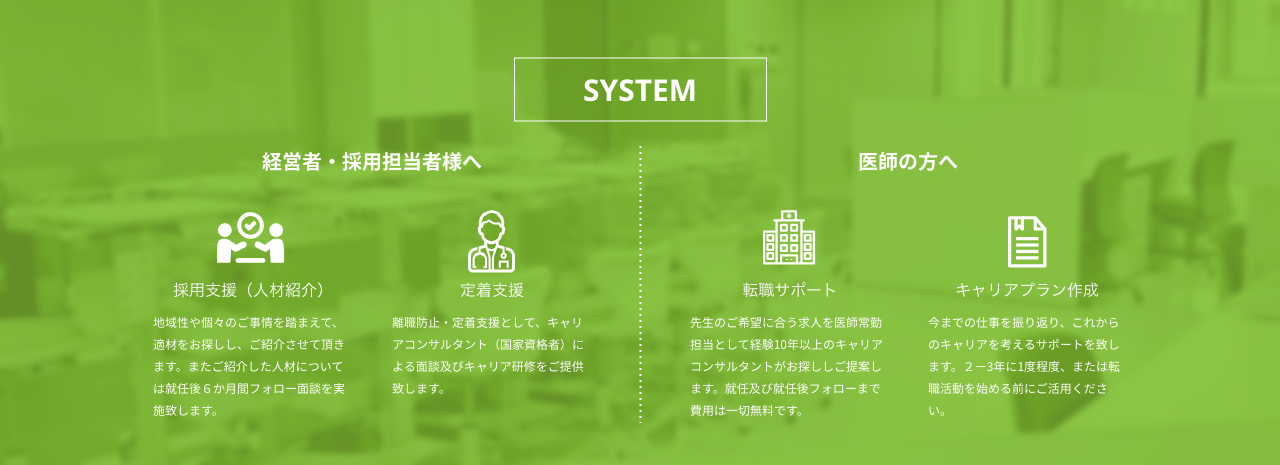 SYSTEM
経営者・採用担当者様へ
採用支援（人材紹介）
地域性や個々のご事情を踏まえて、
適材をお探しし、ご紹介させて頂き
ます。またご紹介した人材について
は就任後６か月間フォロー面談を実
施致します。
定着支援
離職防止・定着支援として、キャリ
アコンサルタント（国家資格者）に
よる面談及びキャリア研修をご提供
致します。
医師の方へ
転職サポート
先生のご希望に合う求人を医師常勤
担当として経験10年以上のキャリア
コンサルタントがお探ししご提案し
ます。就任及び就任後フォローまで
費用は一切無料です。
キャリアプラン作成
今までの仕事を振り返り、これから
のキャリアを考えるサポートを致し
ます。２－3年に1度程度、または転
職活動を始める前にご活用くださ
い。